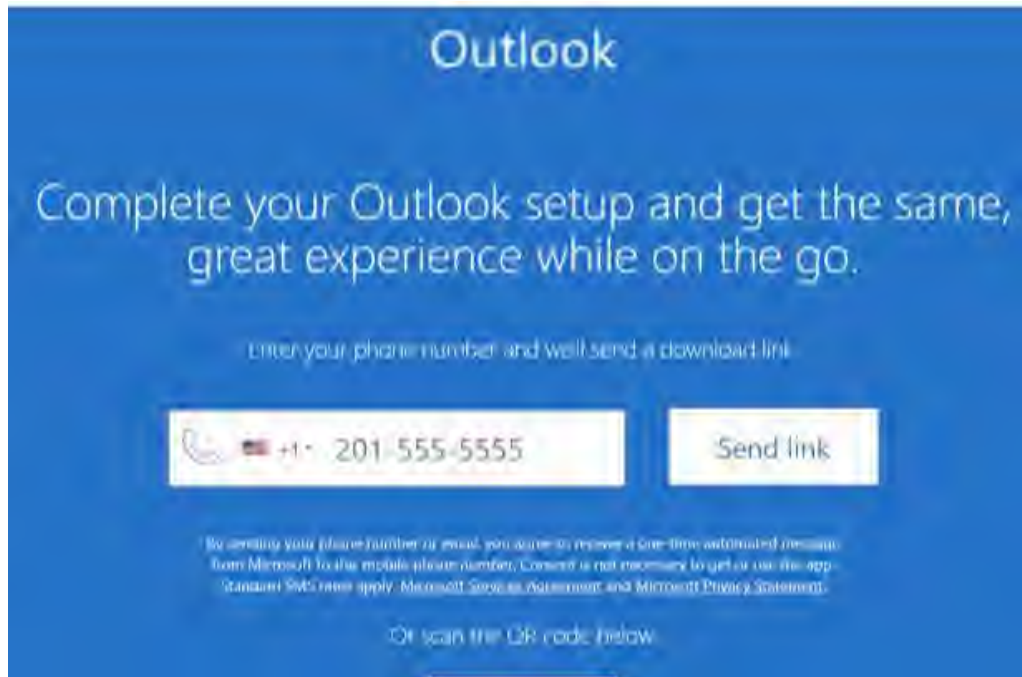 Outlook
Complete your Outlook setup and get the same,
great experience while on the go.
Enter your phone number and we'll send a download link
+1 201-555-5555
Send link
By sending your phone number or email, you agree to receive a one-time automated message
from Microsoft to the mobile phone number. Consent is not necessary to get or use the app.
Standard SMS rates apply. Microsoft Services Agreement and Microsoft Privacy Statement.
Or scan the QR code below